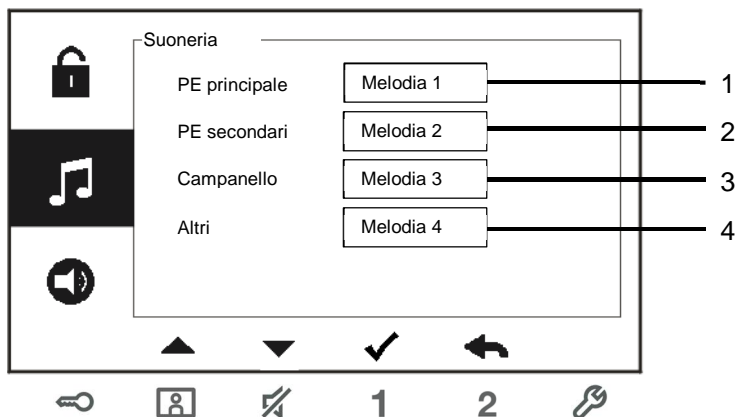 Suoneria
PE principale Melodia 1 1
PE secondari Melodia 2 2
Campanello Melodia 3 3
Altri Melodia 4 4
1 2